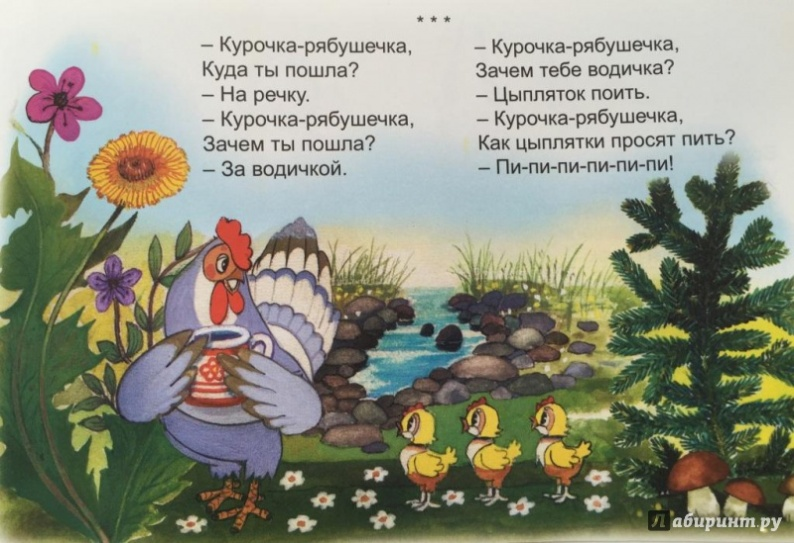 * * *
– Курочка-рябушечка,
Куда ты пошла?
– На речку.
– Курочка-рябушечка,
Зачем ты пошла?
– За водичкой.
– Курочка-рябушечка,
Зачем тебе водичка?
– Цыпляток поить.
– Курочка-рябушечка,
Как цыплятки просят пить?
– Пи-пи-пи-пи-пи-пи!
Лабиринт.ру